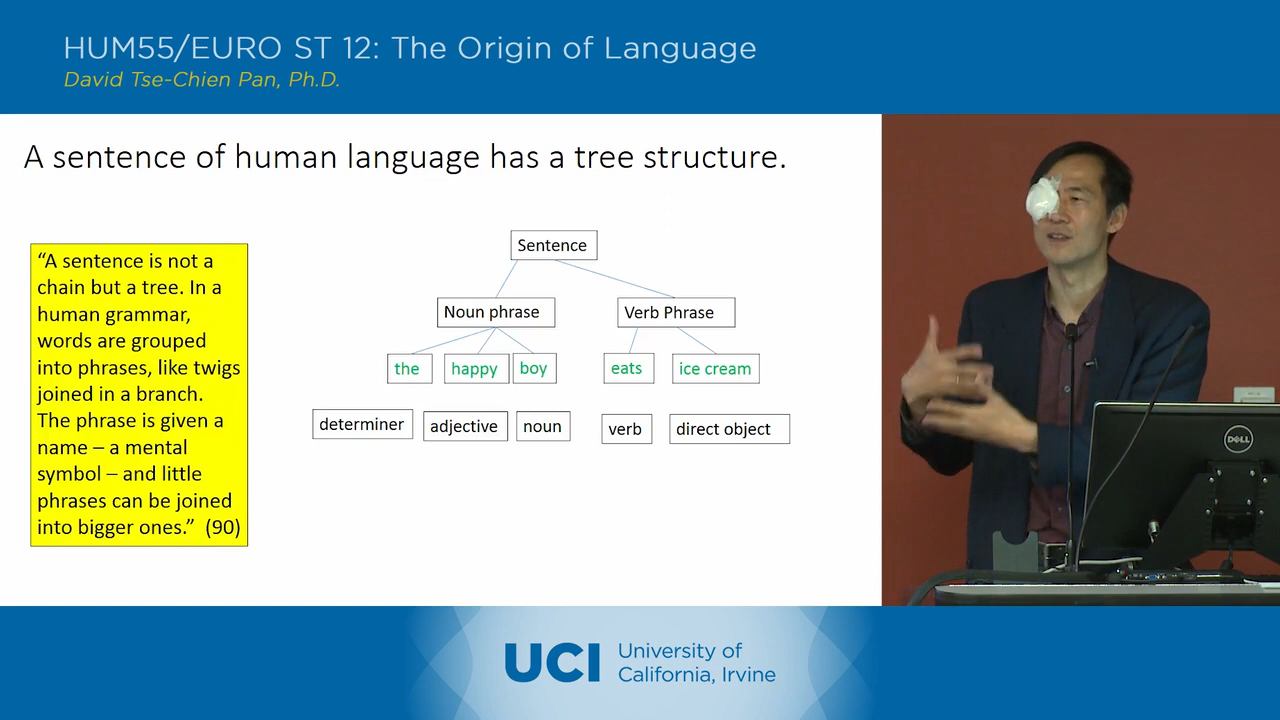 HUM55/EURO ST 12: The Origin of Language
David Tse-Chien Pan, Ph.D.
A sentence of human language has a tree structure.
“A sentence is not a
chain but a tree. In a
human grammar,
words are grouped
into phrases, like twigs
joined in a branch.
The phrase is given a
name – a mental
symbol – and little
phrases can be joined
into bigger ones.” (90)
Sentence
Noun phrase
Verb Phrase
the
happy
boy
eats
ice cream
determiner
adjective
noun
verb
direct object
DELL
UCI
University of
California, Irvine